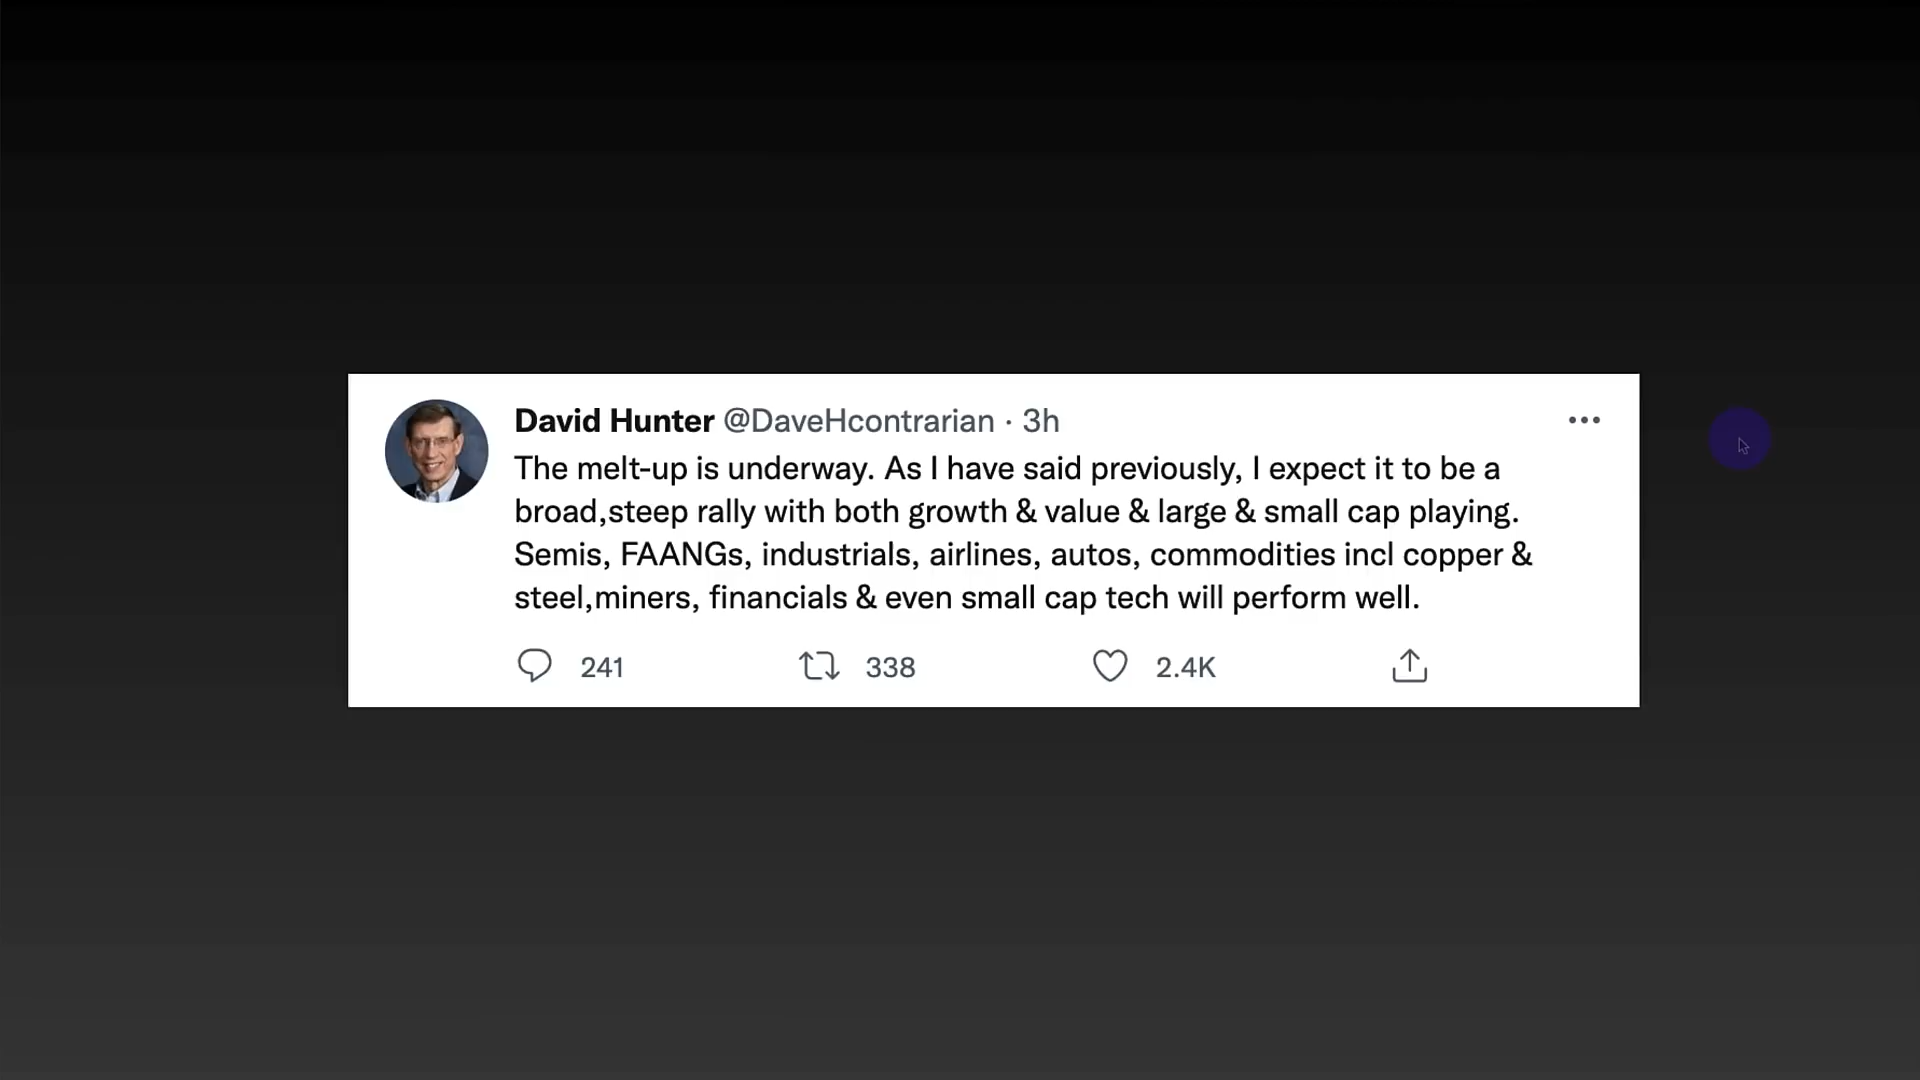 David Hunter @DaveHcontrarian · 3h
The melt-up is underway. As I have said previously, I expect it to be a
broad,steep rally with both growth & value & large & small cap playing.
Semis, FAANGs, industrials, airlines, autos, commodities incl copper &
steel,miners, financials & even small cap tech will perform well.
241 338 2.4K